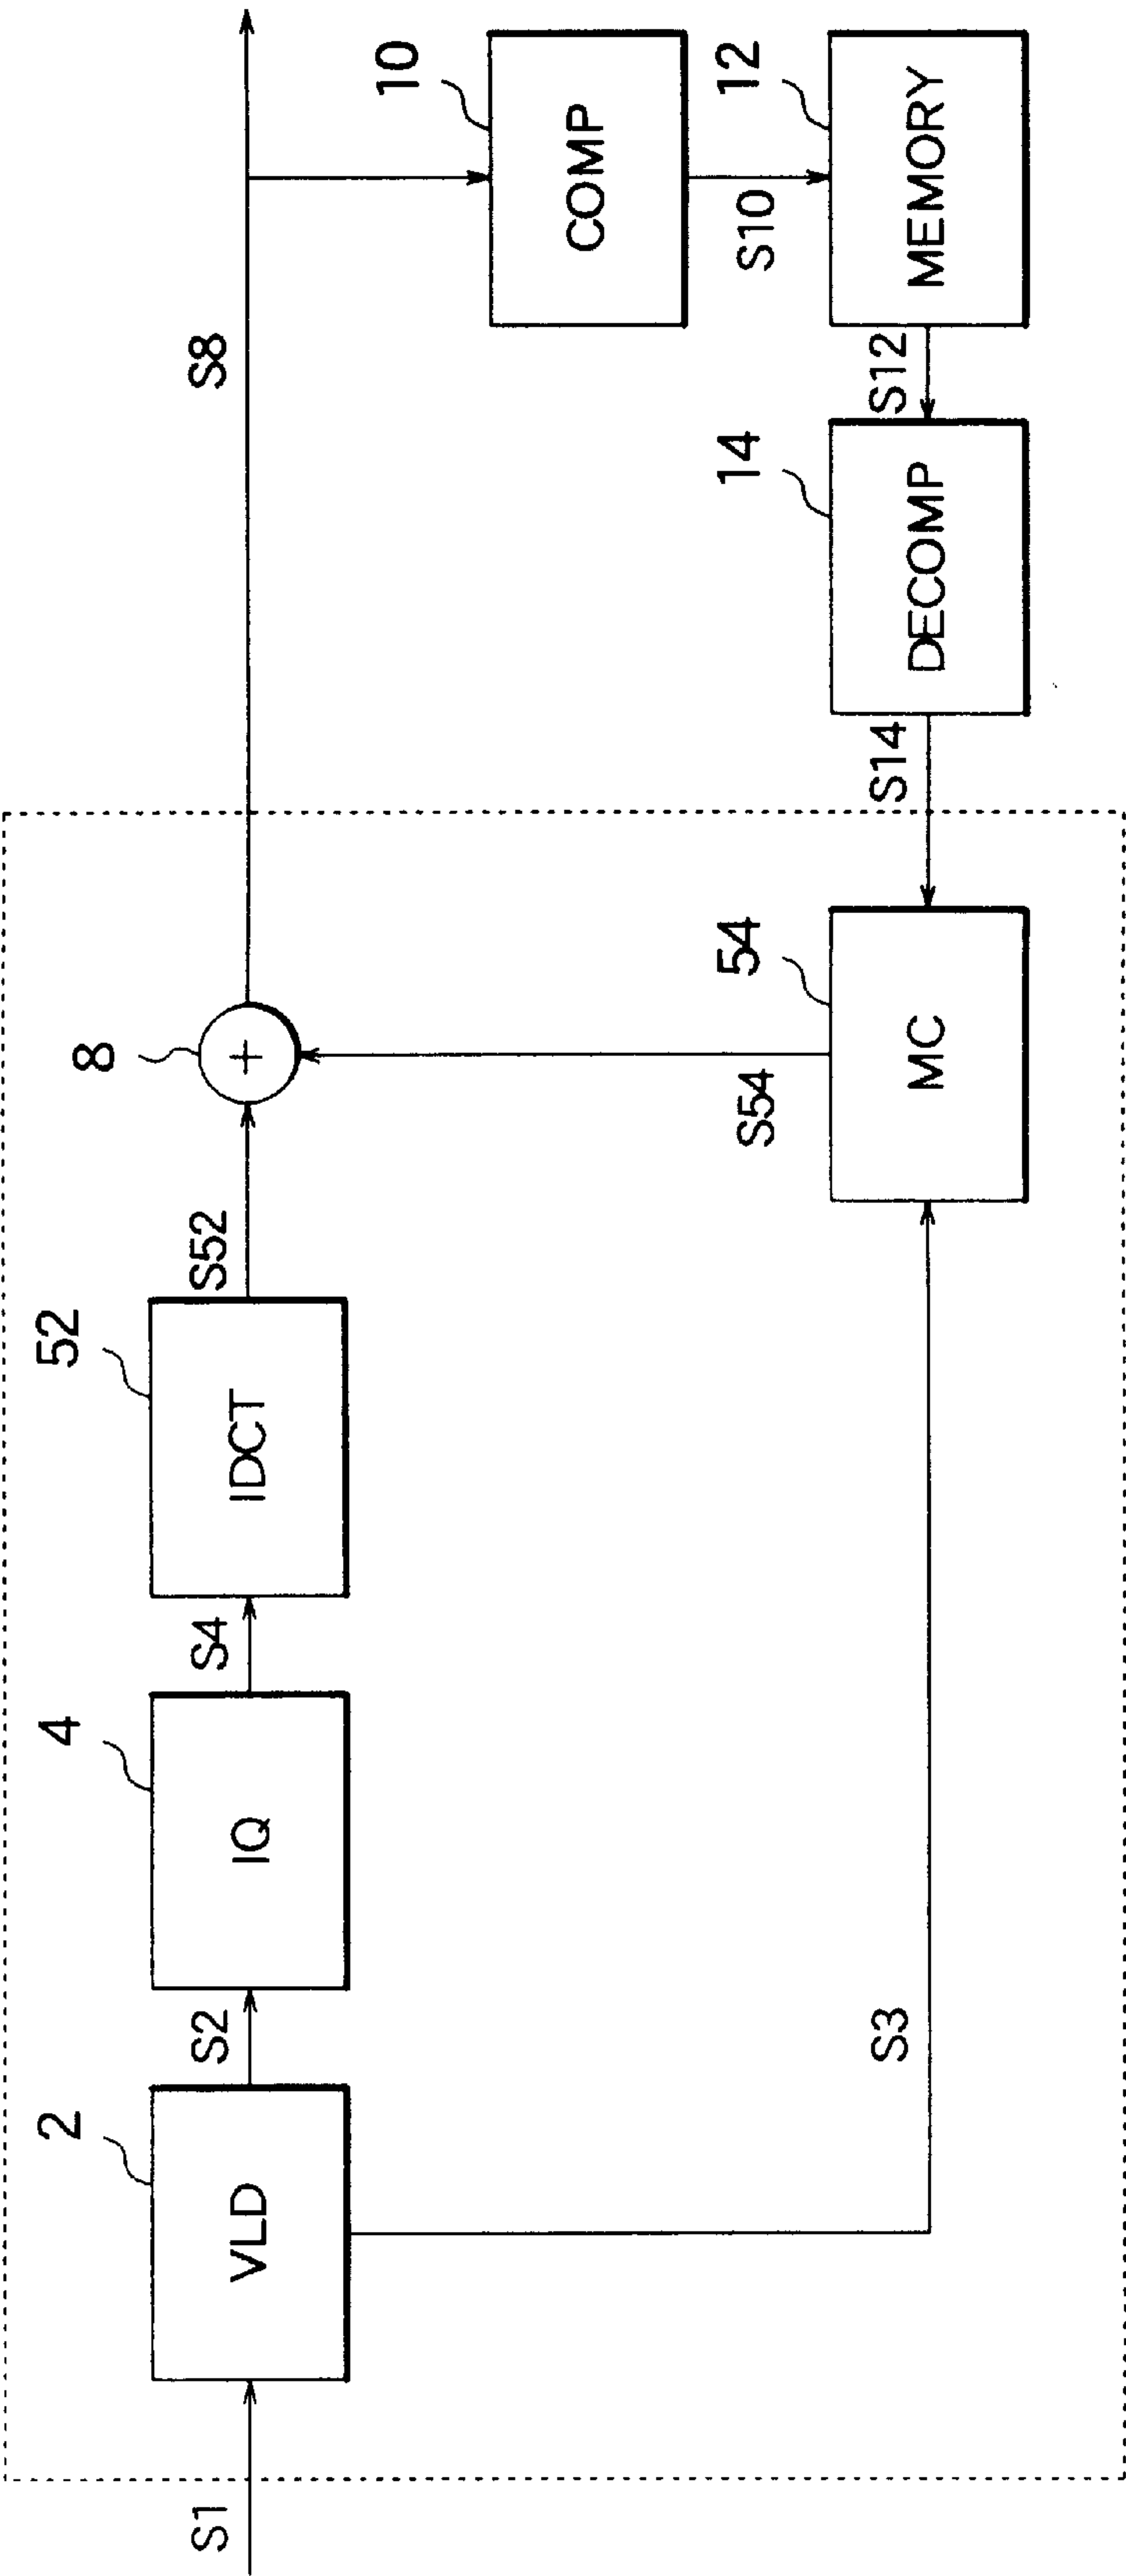 S1
2
VLD
S2
4
IQ
S4
52
IDCT
S52
8
+
S8
S3
54
MC
S54
S14
14
DECOMP
S12
10
COMP
S10
12
MEMORY